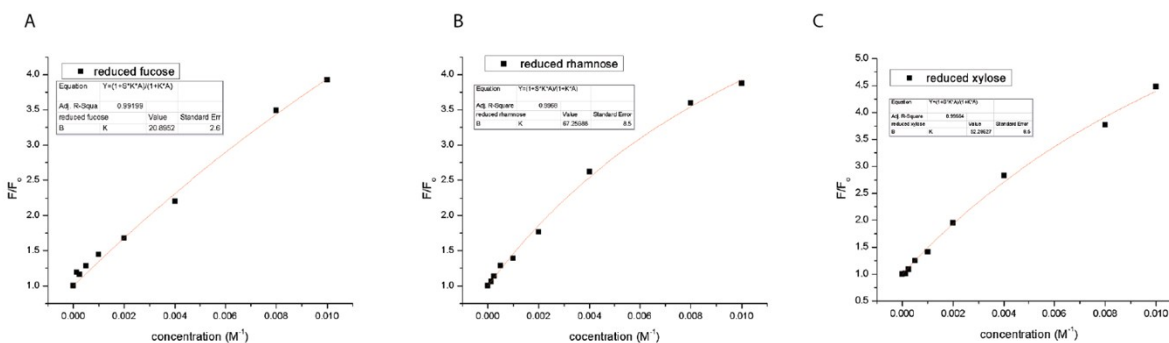 A
F/F°
4.0
3.5
3.0
2.5
2.0
1.5
1.0
reduced fucose
Equation Y=(1+S*K*A)/(1+K*A)
Adj. R-Squa 0.99199
reduced fucose Value Standard Err
B K 20.8952 2.6
0.000 0.002 0.004 0.006 0.008 0.010
cocentration (M⁻¹)
B
F/F°
4.0
3.5
3.0
2.5
2.0
1.5
1.0
reduced rhamnose
Equation Y=(1+S*K*A)/(1+K*A)
Adj. R-Square
reduced rhamnose Value Standard Error
B K 8.5
0.000 0.002 0.004 0.006 0.008 0.010
concentration (M⁻¹)
C
F/F°
5.0
4.5
4.0
3.5
3.0
2.5
2.0
1.5
1.0
0.5
reduced xylose
Equation Y=(1+S*K*A)/(1+K*A)
Adj. R-Square
reduced xylose Value Standard Error
B K
0.000 0.002 0.004 0.006 0.008 0.010
concentration (M⁻¹)